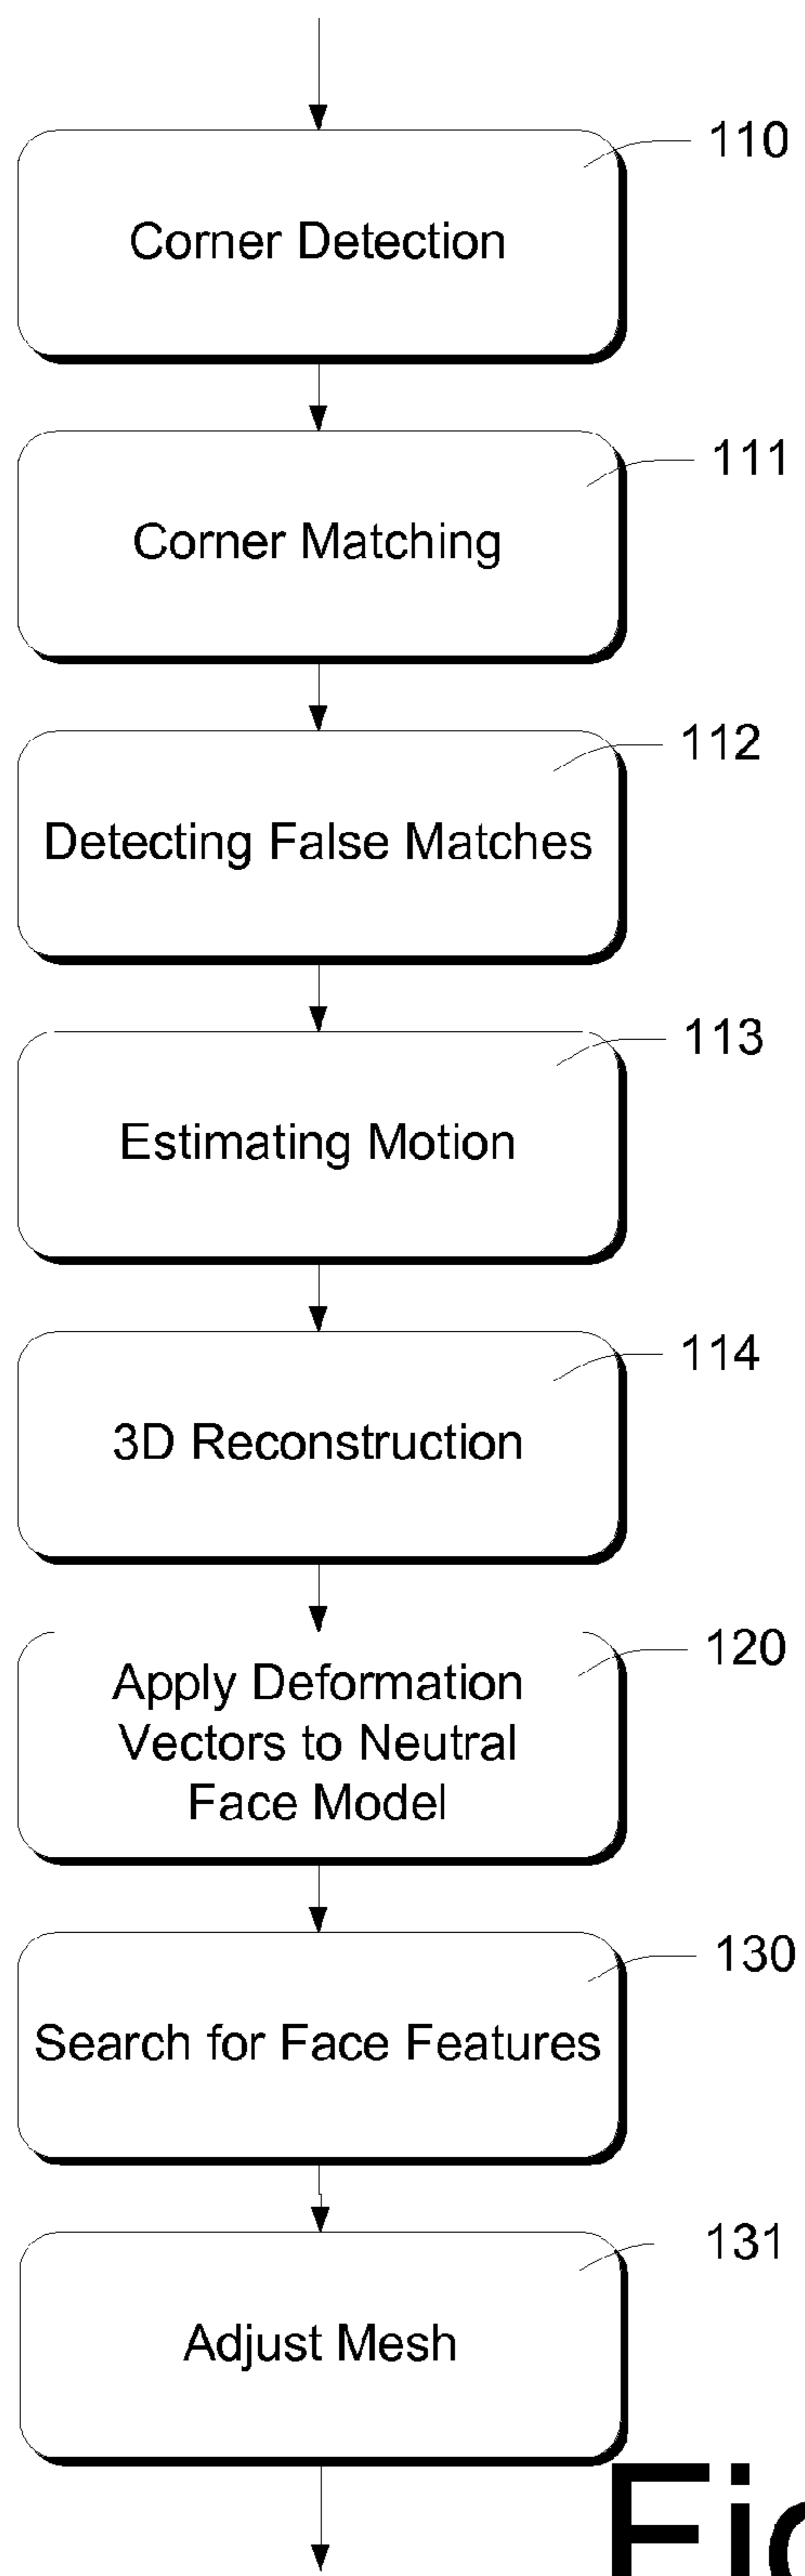 110
Corner Detection
111
Corner Matching
112
Detecting False Matches
113
Estimating Motion
114
3D Reconstruction
120
Apply Deformation
Vectors to Neutral
Face Model
130
Search for Face Features
131
Adjust Mesh